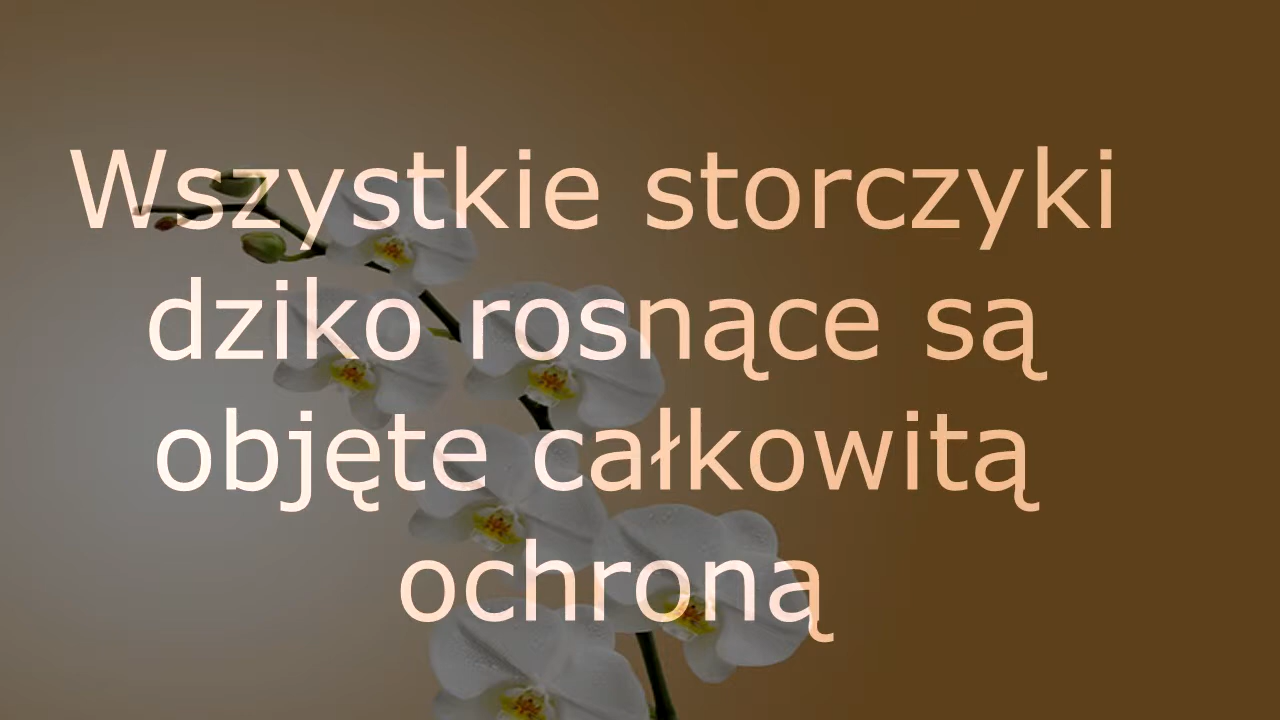 Wszystkie storczyki
dziko rosnące są
objęte całkowitą
ochroną